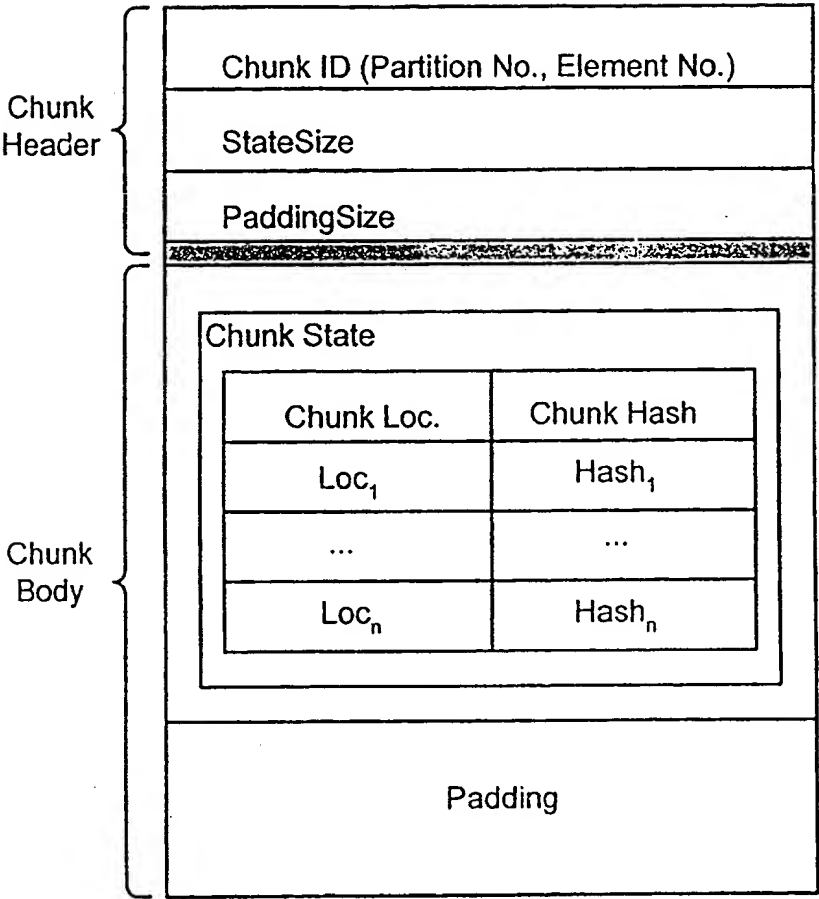 Chunk
Header
Chunk ID (Partition No., Element No.)
StateSize
PaddingSize
Chunk
Body
Chunk State
Chunk Loc. Chunk Hash
Loc₁ Hash₁
... ...
Locₙ Hashₙ
Padding